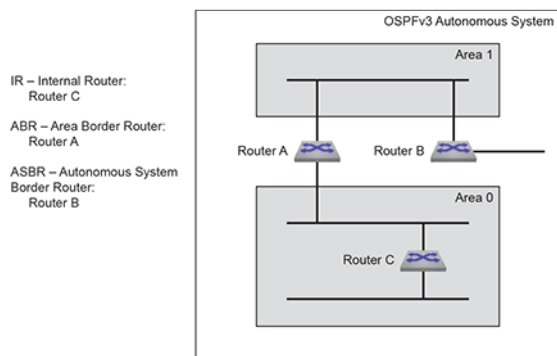 OSPFv3 Autonomous System
IR – Internal Router:
Router C
ABR – Area Border Router:
Router A
ASBR – Autonomous System
Border Router:
Router B
Area 1
Router A
Router B
Area 0
Router C